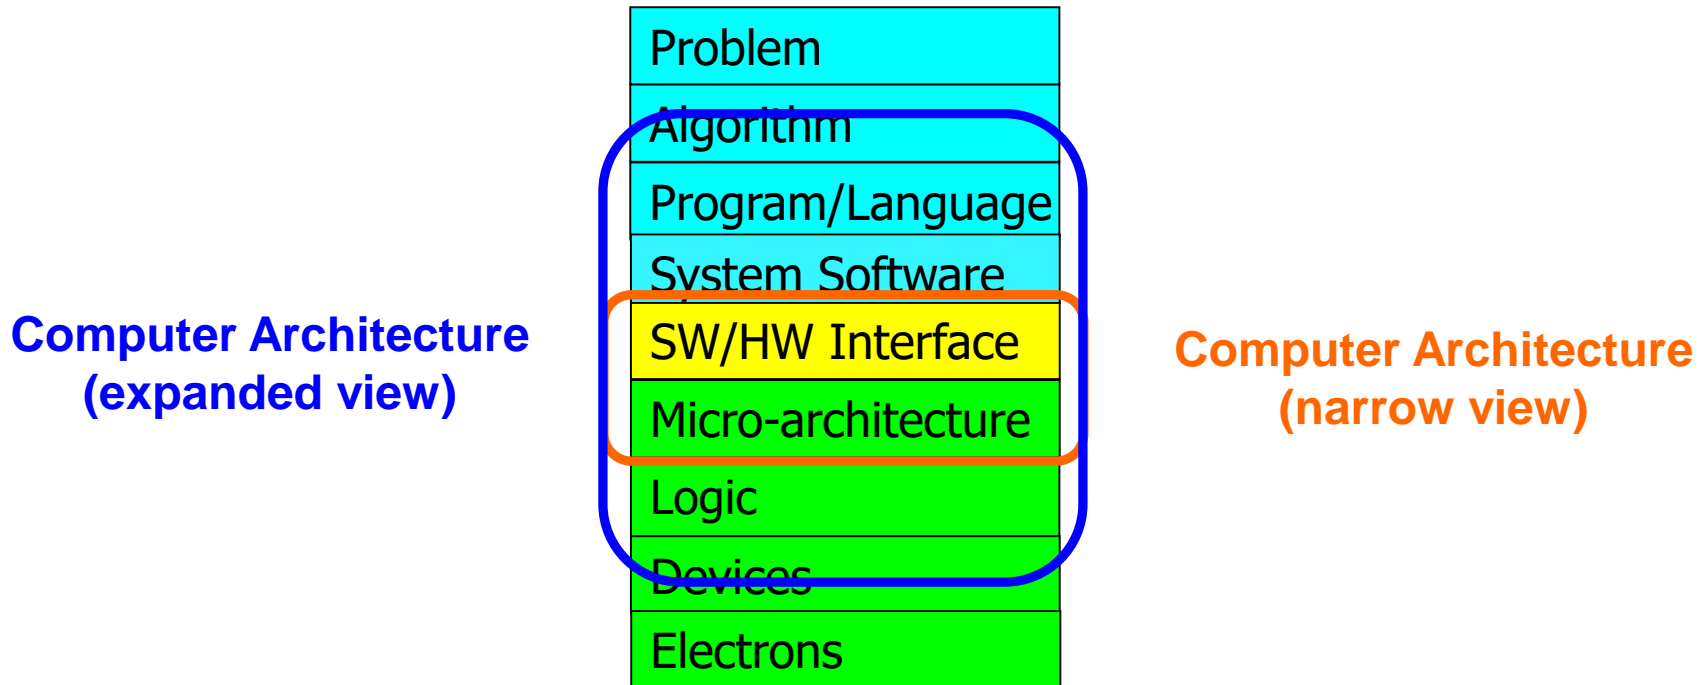 Problem
Algorithm
Program/Language
System Software
SW/HW Interface
Micro-architecture
Logic
Devices
Electrons
Computer Architecture
(expanded view)
Computer Architecture
(narrow view)